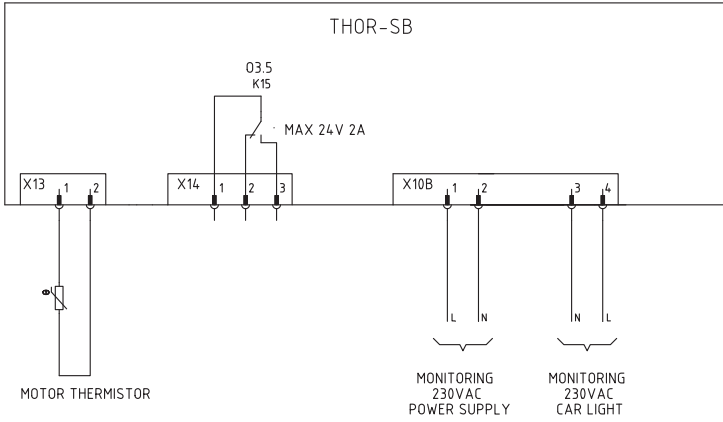 THOR-SB
O3.5
K15
MAX 24V 2A
X13 1 2
X14 1 2 3
X10B 1 2 3 4
θ
L N N L
MOTOR THERMISTOR
MONITORING
230VAC
POWER SUPPLY
MONITORING
230VAC
CAR LIGHT